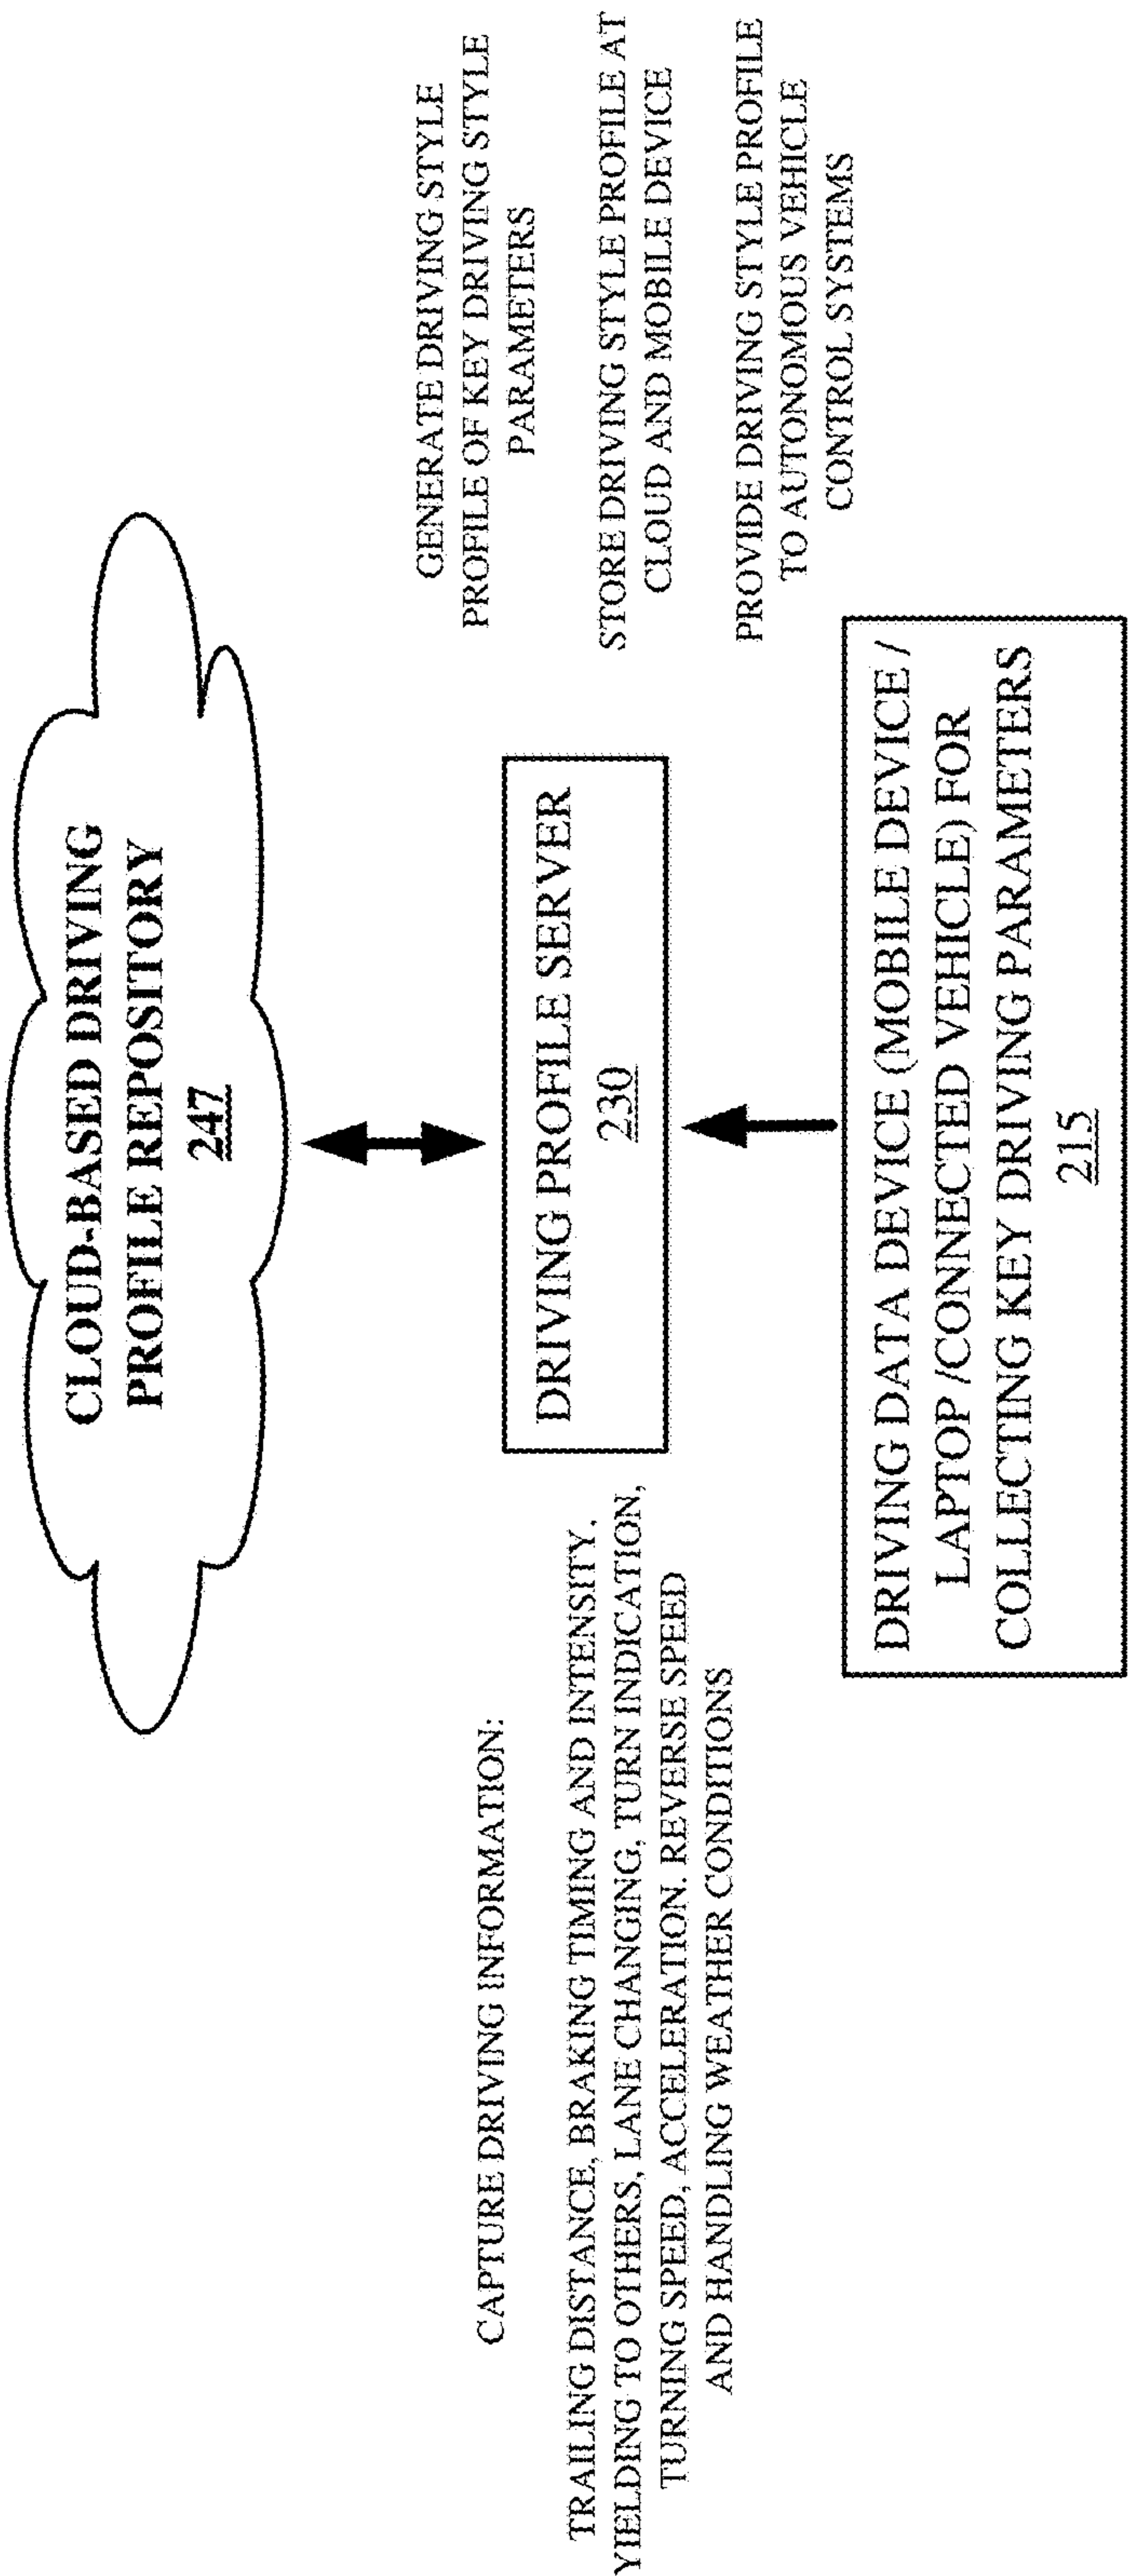 CLOUD-BASED DRIVING
PROFILE REPOSITORY
247
CAPTURE DRIVING INFORMATION:
TRAILING DISTANCE, BRAKING TIMING AND INTENSITY,
YIELDING TO OTHERS, LANE CHANGING, TURN INDICATION,
TURNING SPEED, ACCELERATION. REVERSE SPEED
AND HANDLING WEATHER CONDITIONS
DRIVING PROFILE SERVER
230
GENERATE DRIVING STYLE
PROFILE OF KEY DRIVING STYLE
PARAMETERS
STORE DRIVING STYLE PROFILE AT
CLOUD AND MOBILE DEVICE
PROVIDE DRIVING STYLE PROFILE
TO AUTONOMOUS VEHICLE
CONTROL SYSTEMS
DRIVING DATA DEVICE (MOBILE DEVICE /
LAPTOP /CONNECTED VEHICLE) FOR
COLLECTING KEY DRIVING PARAMETERS
215